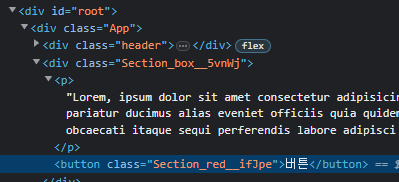 <div id="root">
<div class="App">
<div class="header"> ⋯ </div> flex
<div class="Section_box__5vnWj">
<p>
"Lorem, ipsum dolor sit amet consectetur adipisicin
pariatur ducimus alias eveniet officiis quia quidem
obcaecati itaque sequi perferendis labore adipisci
</p>
<button class="Section_red__ifJpe">버튼</button> ==
</div>